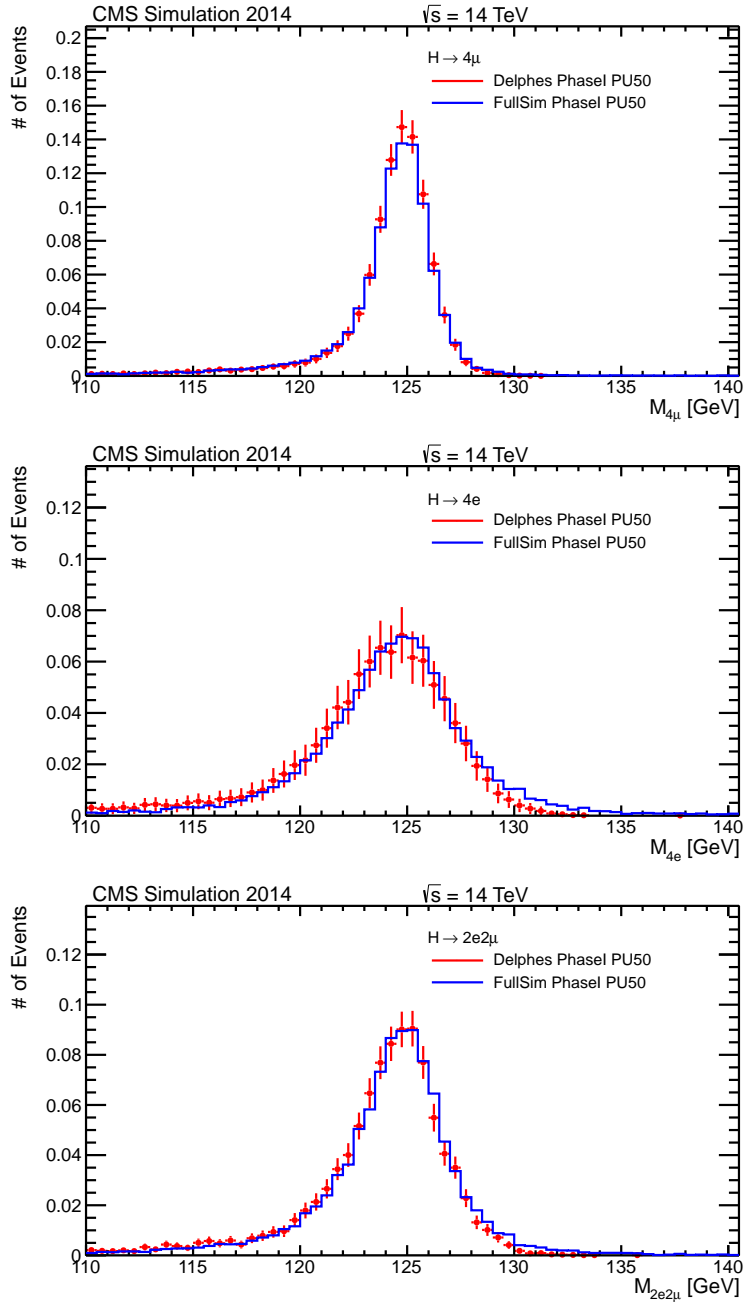 CMS Simulation 2014 √s = 14 TeV
# of Events
0.2
0.18
0.16
0.14
0.12
0.1
0.08
0.06
0.04
0.02
0
H → 4μ
Delphes PhaseI PU50
FullSim PhaseI PU50
110 115 120 125 130 135 140
M4μ [GeV]
CMS Simulation 2014 √s = 14 TeV
# of Events
0.12
0.1
0.08
0.06
0.04
0.02
0
H → 4e
Delphes PhaseI PU50
FullSim PhaseI PU50
110 115 120 125 130 135 140
M4e [GeV]
CMS Simulation 2014 √s = 14 TeV
# of Events
0.12
0.1
0.08
0.06
0.04
0.02
0
H → 2e2μ
Delphes PhaseI PU50
FullSim PhaseI PU50
110 115 120 125 130 135 140
M2e2μ [GeV]